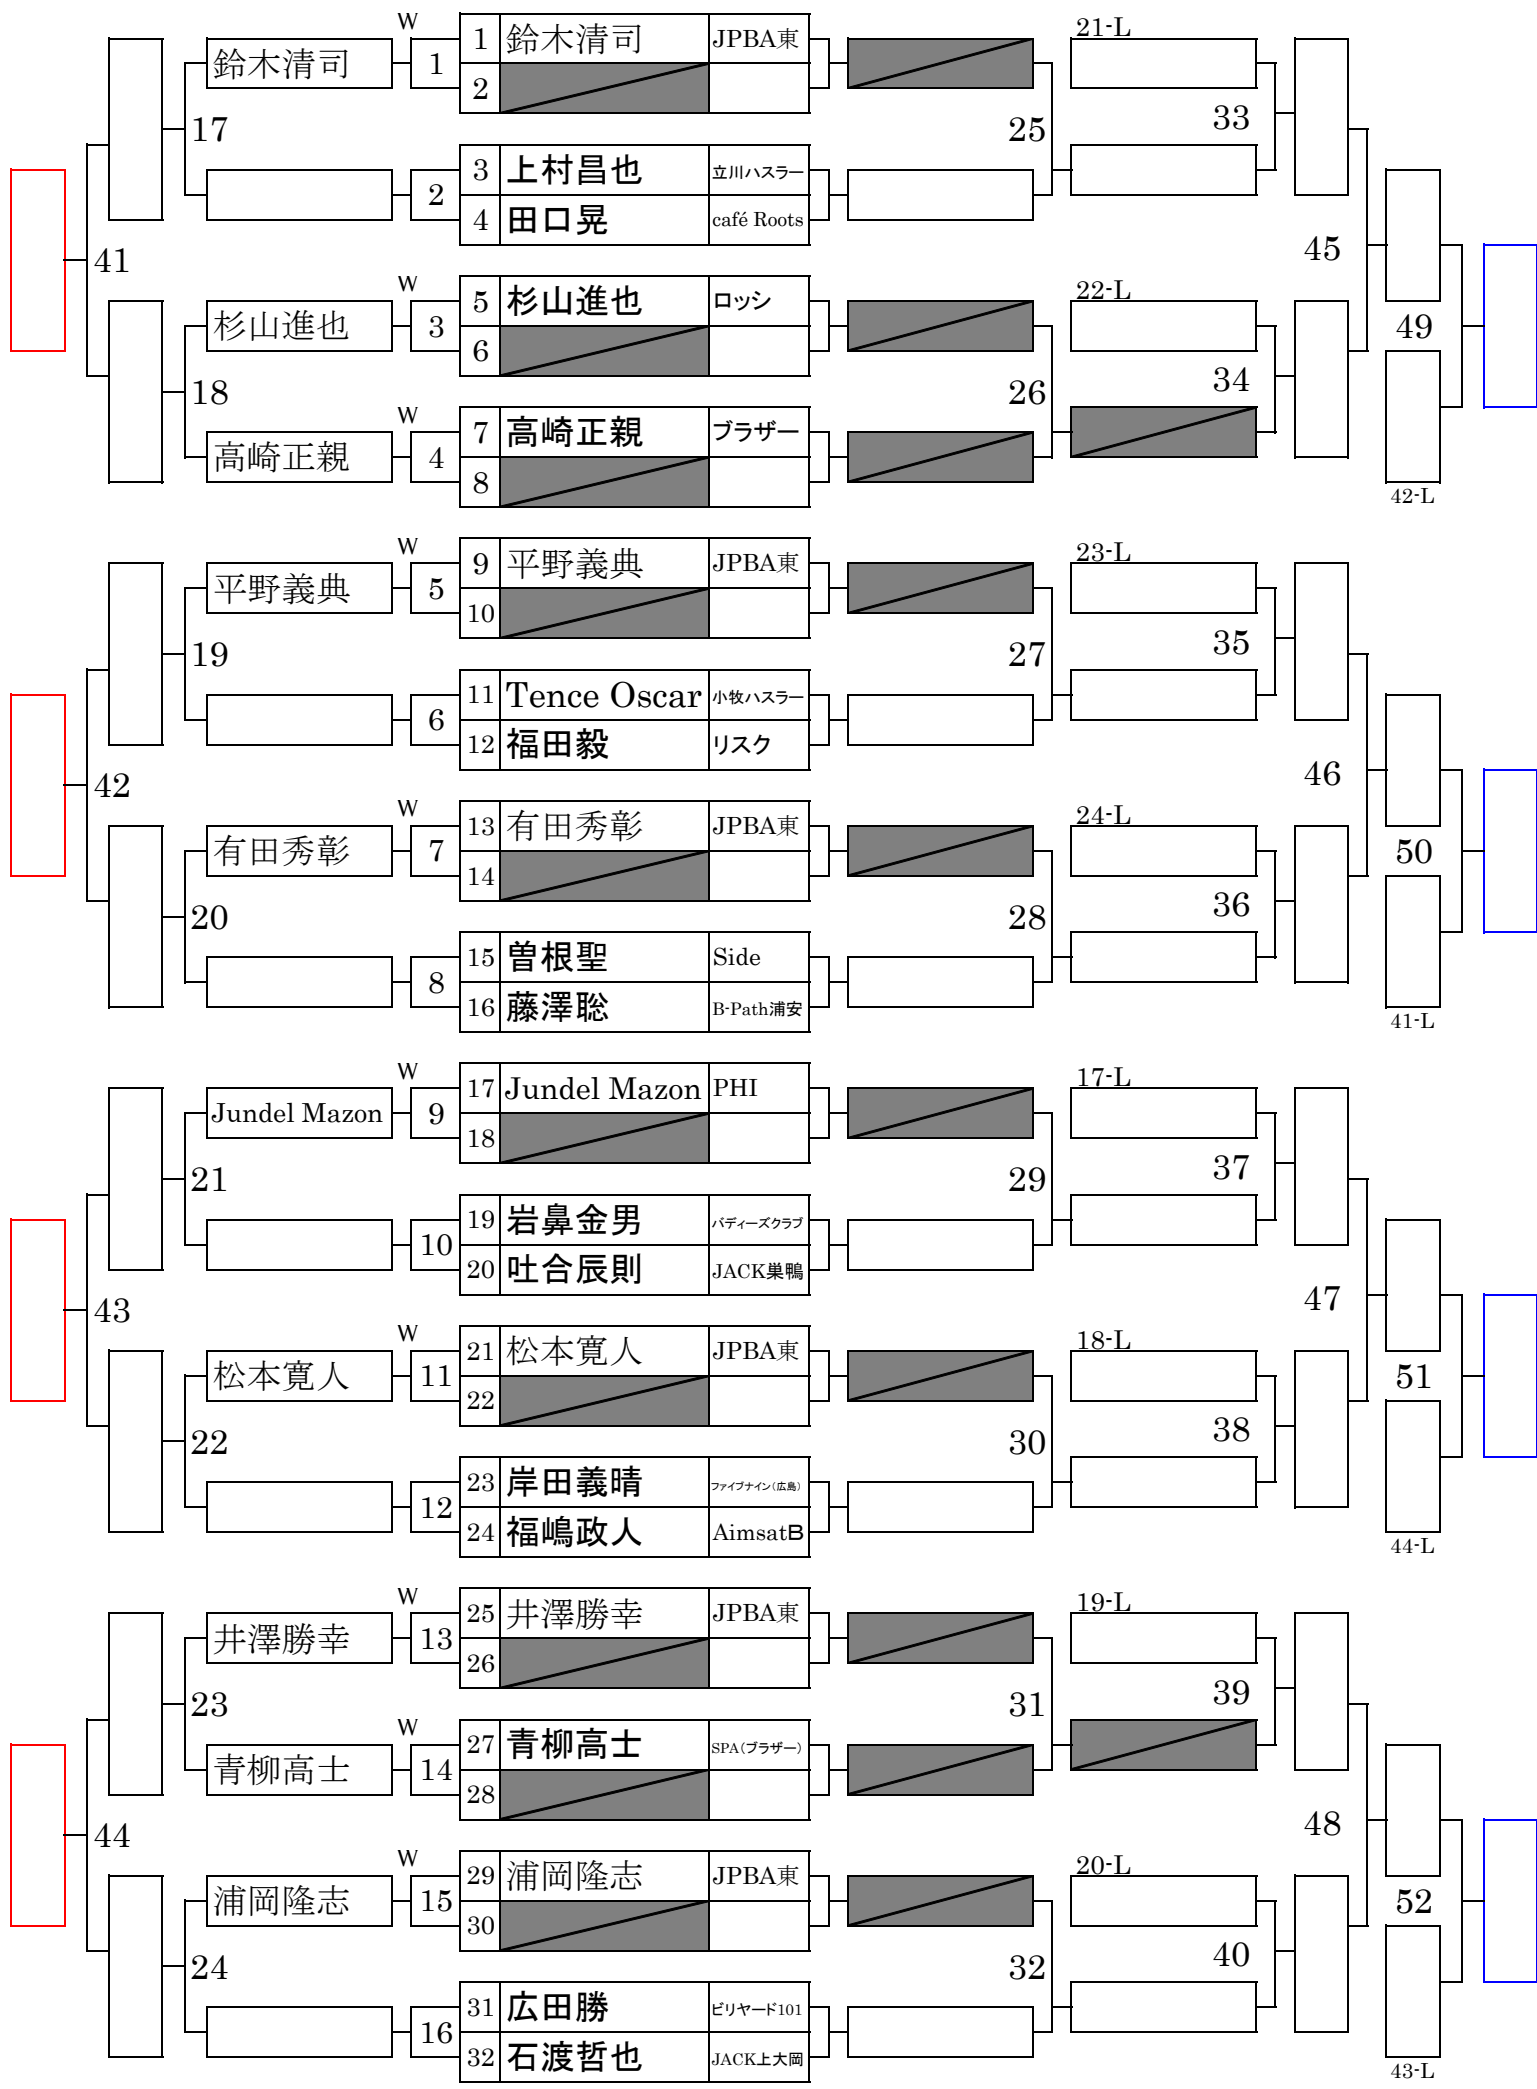 W
1 鈴木清司 JPBA東
21-L
鈴木清司 1
2
17
25
33
3 上村昌也 立川ハスラー
2
4 田口晃 café Roots
41
45
W
5 杉山進也 ロッシ
22-L
杉山進也 3
6
49
18
26
34
W
7 高崎正親 ブラザー
高崎正親 4
8
42-L
W
9 平野義典 JPBA東
23-L
平野義典 5
10
19
27
35
11 Tence Oscar 小牧ハスラー
6
12 福田毅 リスク
42
46
W
13 有田秀彰 JPBA東
24-L
有田秀彰 7
14
50
20
28
36
15 曽根聖 Side
8
16 藤澤聡 B-Path浦安
41-L
W
17 Jundel Mazon PHI
17-L
Jundel Mazon 9
18
21
29
37
19 岩鼻金男 バディーズクラブ
10
20 吐合辰則 JACK巣鴨
43
47
W
21 松本寛人 JPBA東
18-L
松本寛人 11
22
51
22
30
38
23 岸田義晴 ファイブナイン(広島)
12
24 福嶋政人 AimsatB
44-L
W
25 井澤勝幸 JPBA東
19-L
井澤勝幸 13
26
23
31
39
W
27 青柳高士 SPA(ブラザー)
青柳高士 14
28
44
48
W
29 浦岡隆志 JPBA東
20-L
浦岡隆志 15
30
52
24
32
40
31 広田勝 ビリヤード101
16
32 石渡哲也 JACK上大岡
43-L